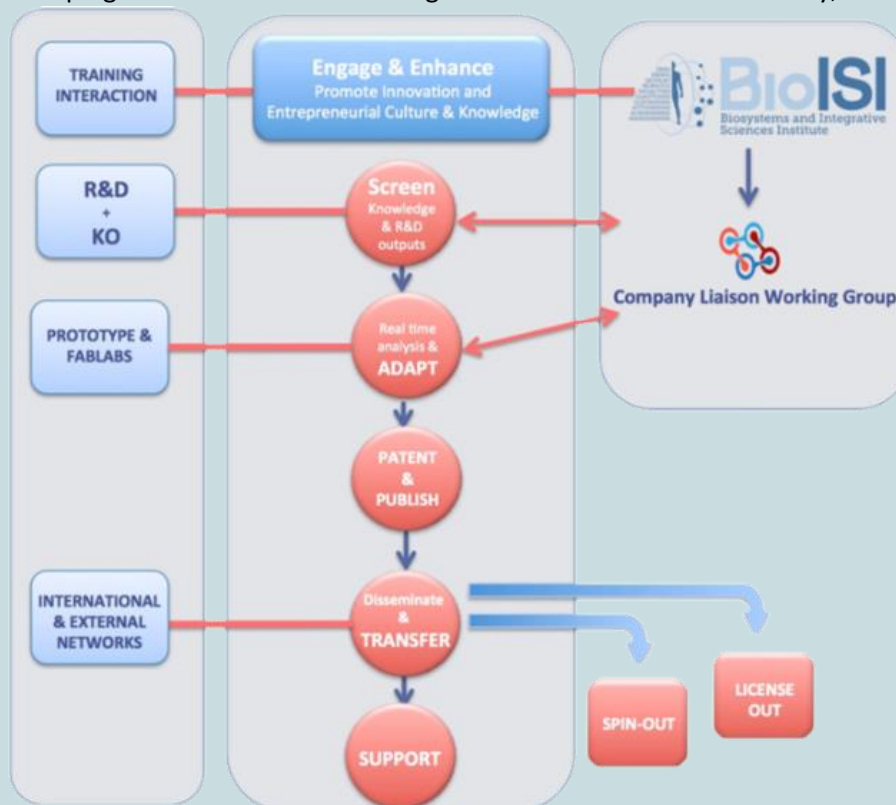 TRAINING
INTERACTION
Engage & Enhance
Promote Innovation and
Entrepreneurial Culture & Knowledge
BioISI
Biosystems and Integrative
Sciences Institute
R&D
+
KO
Screen
Knowledge
& R&D
outputs
Company Liaison Working Group
PROTOTYPE &
FABLABS
Real time
analysis &
ADAPT
PATENT
&
PUBLISH
INTERNATIONAL
& EXTERNAL
NETWORKS
Disseminate
&
TRANSFER
SPIN-OUT
LICENSE
OUT
SUPPORT